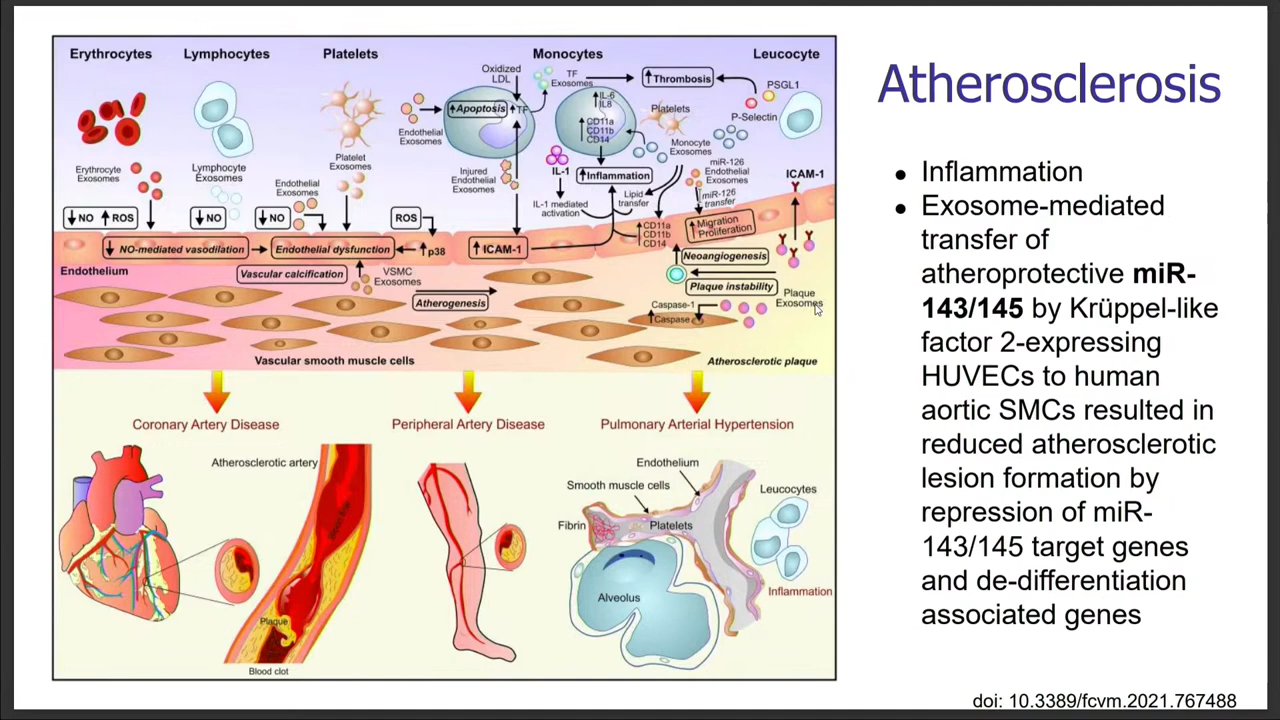 Erythrocytes
Lymphocytes
Platelets
Monocytes
Leucocyte
Oxidized
LDL
TF
Exosomes
Thrombosis
PSGL1
P-Selectin
Endothelial
Exosomes
Apoptosis
TF
IL-6
IL8
CD11a
CD11b
CD14
Platelets
Monocyte
Exosomes
Erythrocyte
Exosomes
Lymphocyte
Exosomes
Platelet
Exosomes
Endothelial
Exosomes
Injured
Endothelial
Exosomes
IL-1
Inflammation
miR-126
Endothelial
Exosomes
ICAM-1
IL-1 mediated
activation
Lipid
transfer
miR-126
transfer
NO
ROS
NO
NO
ROS
NO-mediated vasodilation
Endothelial dysfunction
p38
ICAM-1
CD11a
CD11b
CD14
Migration
Proliferation
Endothelium
Vascular calcification
VSMC
Exosomes
Atherogenesis
Neoangiogenesis
Plaque instability
Plaque
Exosomes
Caspase-1
Caspase
Vascular smooth muscle cells
Atherosclerotic plaque
Coronary Artery Disease
Peripheral Artery Disease
Pulmonary Arterial Hypertension
Atherosclerotic artery
Plaque
Blood clot
Endothelium
Smooth muscle cells
Fibrin
Platelets
Leucocytes
Alveolus
Inflammation
Atherosclerosis
● Inflammation
● Exosome-mediated
transfer of
atheroprotective miR-
143/145 by Krüppel-like
factor 2-expressing
HUVECs to human
aortic SMCs resulted in
reduced atherosclerotic
lesion formation by
repression of miR-
143/145 target genes
and de-differentiation
associated genes
doi: 10.3389/fcvm.2021.767488